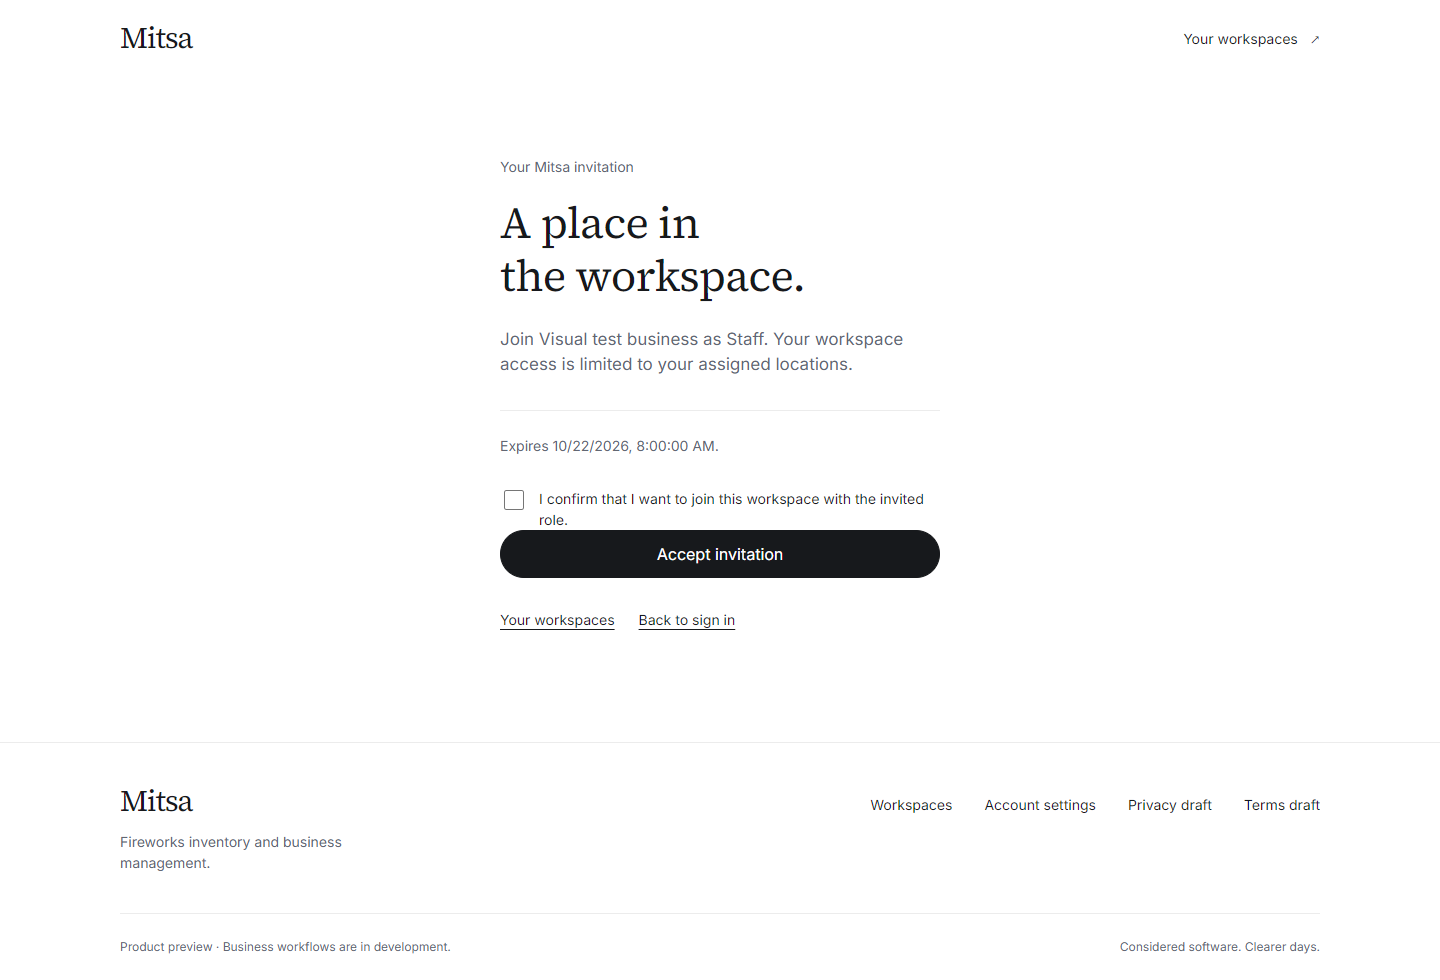 Mitsa
Your workspaces ↗
Your Mitsa invitation
A place in
the workspace.
Join Visual test business as Staff. Your workspace
access is limited to your assigned locations.
Expires 10/22/2026, 8:00:00 AM.
I confirm that I want to join this workspace with the invited
role.
Accept invitation
Your workspaces Back to sign in
Mitsa
Workspaces Account settings Privacy draft Terms draft
Fireworks inventory and business
management.
Product preview · Business workflows are in development.
Considered software. Clearer days.